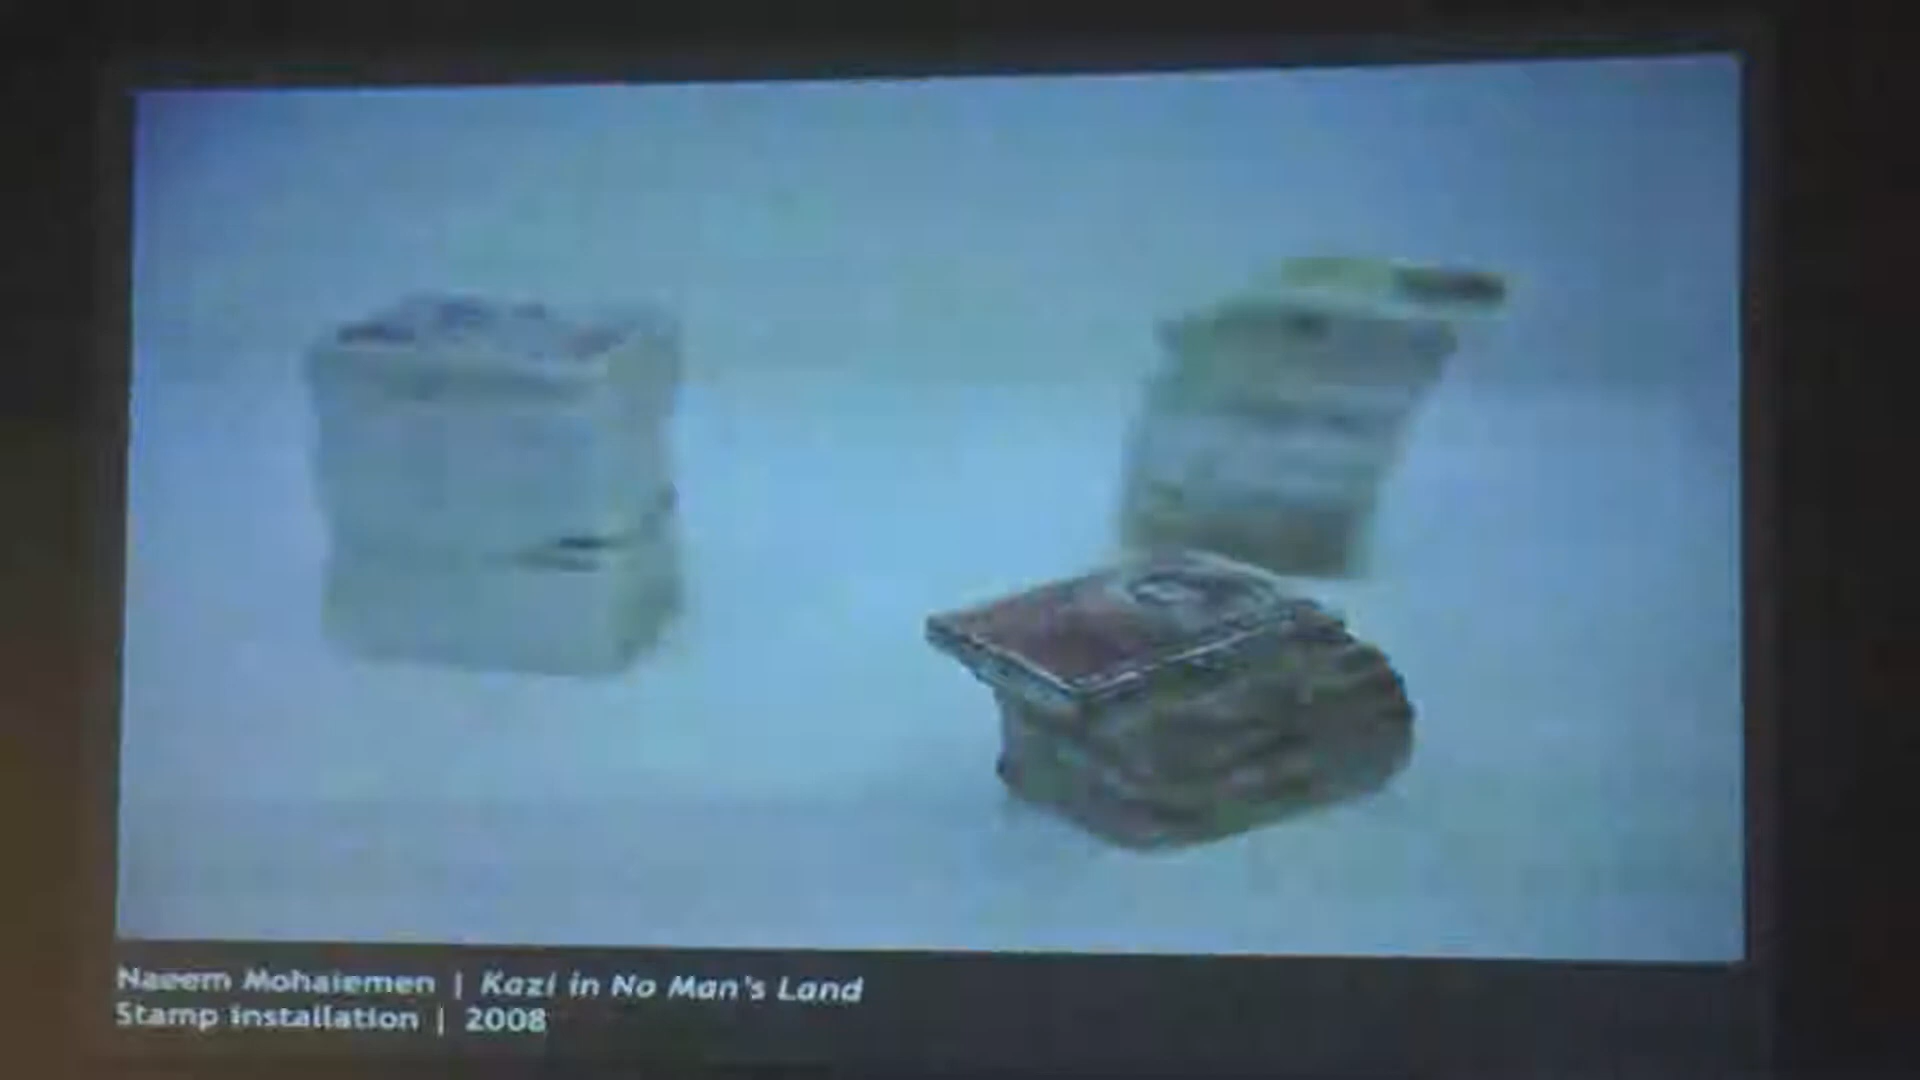 Naeem Mohaiemen | Kazi in No Man's Land
Stamp installation | 2008